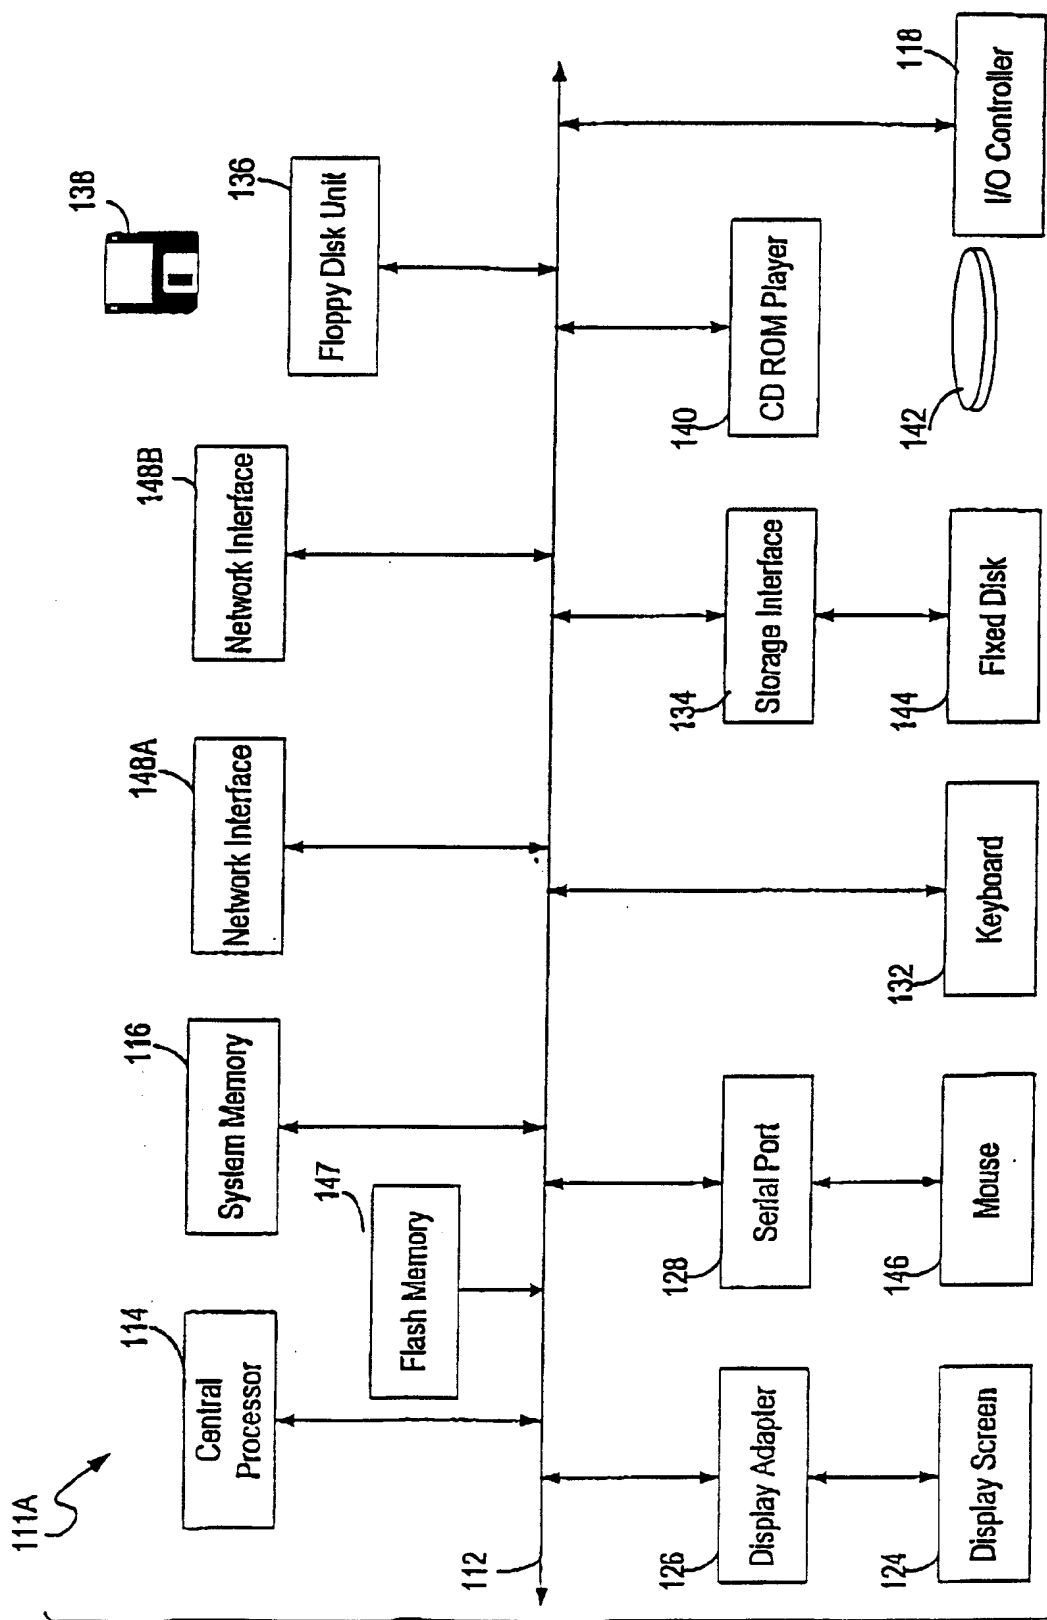 111A
114
Central
Processor
116
System Memory
148A
Network Interface
148B
Network Interface
138
136
Floppy Disk Unit
147
Flash Memory
112
126
Display Adapter
128
Serial Port
134
Storage Interface
140
CD ROM Player
124
Display Screen
146
Mouse
132
Keyboard
144
Fixed Disk
142
118
I/O Controller